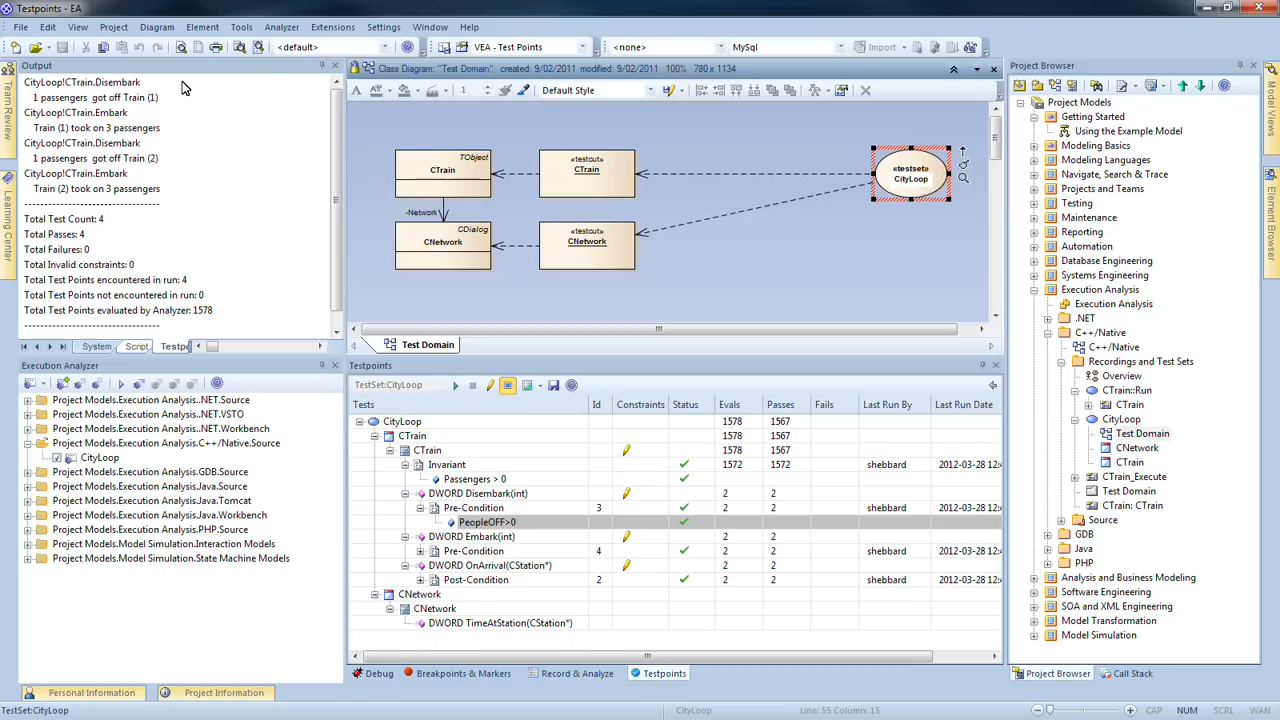 Testpoints - EA
File Edit View Project Diagram Element Tools Analyzer Extensions Settings Window Help
<default> VEA - Test Points <none> MySql Import
Output
CityLoop!CTrain.Disembark
1 passengers got off Train (1)
CityLoop!CTrain.Embark
Train (1) took on 3 passengers
CityLoop!CTrain.Disembark
1 passengers got off Train (2)
CityLoop!CTrain.Embark
Train (2) took on 3 passengers
---------------------------------
Total Test Count: 4
Total Passes: 4
Total Failures: 0
Total Invalid constraints: 0
Total Test Points encountered in run: 4
Total Test Points not encountered in run: 0
Total Test Points evaluated by Analyzer: 1578
---------------------------------
System Script Testp
Team Review
Learning Center
Execution Analyzer
Project Models.Execution Analysis..NET.Source
Project Models.Execution Analysis..NET.VSTO
Project Models.Execution Analysis..NET.Workbench
Project Models.Execution Analysis.C++/Native.Source
CityLoop
Project Models.Execution Analysis.GDB.Source
Project Models.Execution Analysis.Java.Source
Project Models.Execution Analysis.Java.Tomcat
Project Models.Execution Analysis.Java.Workbench
Project Models.Execution Analysis.PHP.Source
Project Models.Model Simulation.Interaction Models
Project Models.Model Simulation.State Machine Models
Personal Information Project Information
Class Diagram: "Test Domain" created: 9/02/2011 modified: 9/02/2011 100% 780 x 1134
A 1 Default Style
TObject
CTrain
«testcut»
CTrain
«testset»
CityLoop
-Network
CDialog
CNetwork
«testcut»
CNetwork
Test Domain
Testpoints
TestSet:CityLoop
Tests Id Constraints Status Evals Passes Fails Last Run By Last Run Date
CityLoop 1578 1567
CTrain 1578 1567
CTrain 1578 1567
Invariant 1572 1572 shebbard 2012-03-28 12:4
Passengers > 0
DWORD Disembark(int) 2 2
Pre-Condition 3 2 2 shebbard 2012-03-28 12:4
PeopleOFF>0
DWORD Embark(int) 2 2
Pre-Condition 4 2 2 shebbard 2012-03-28 12:4
DWORD OnArrival(CStation*) 2 2
Post-Condition 2 2 2 shebbard 2012-03-28 12:4
CNetwork
CNetwork
DWORD TimeAtStation(CStation*)
Debug Breakpoints & Markers Record & Analyze Testpoints
Project Browser
Project Models
Getting Started
Using the Example Model
Modeling Basics
Modeling Languages
Navigate, Search & Trace
Projects and Teams
Testing
Maintenance
Reporting
Automation
Database Engineering
Systems Engineering
Execution Analysis
Execution Analysis
.NET
C++/Native
C++/Native
Recordings and Test Sets
Overview
CTrain::Run
CTrain
CityLoop
Test Domain
CNetwork
CTrain
CTrain_Execute
Test Domain
CTrain: CTrain
Source
GDB
Java
PHP
Analysis and Business Modeling
Software Engineering
SOA and XML Engineering
Model Transformation
Model Simulation
Project Browser Call Stack
Model Views
Element Browser
TestSet:CityLoop CityLoop Line: 55 Column: 15 CAP NUM SCRL WAN